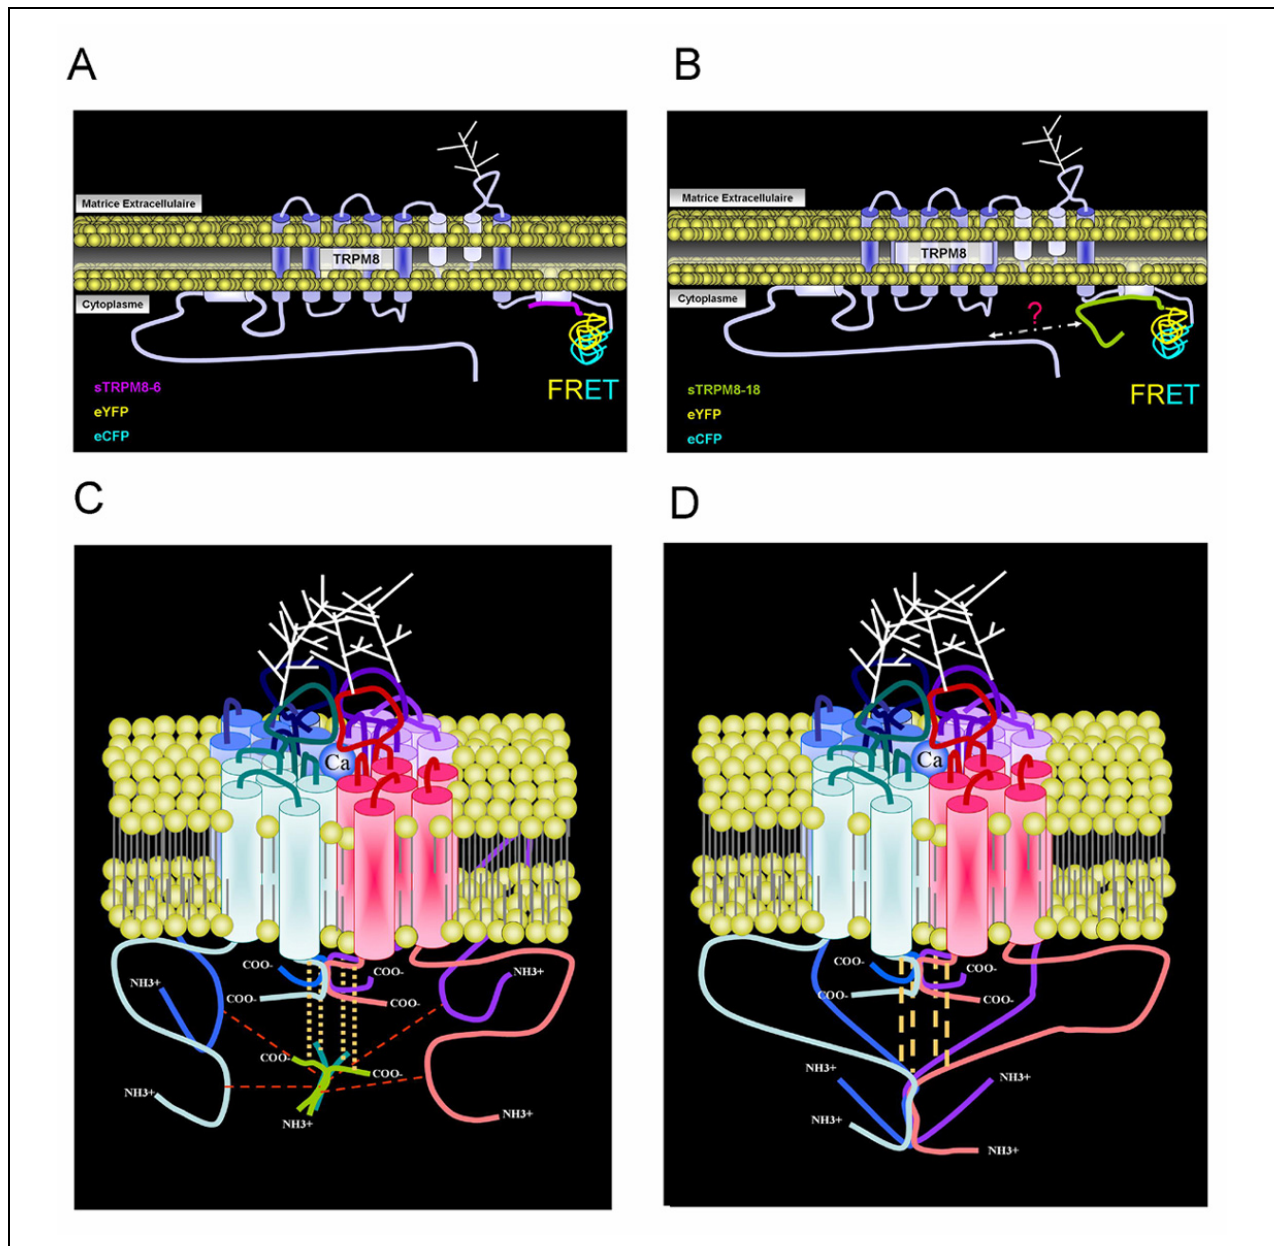 A
B
Matrice Extracellulaire
TRPM8
Cytoplasme
sTRPM8-6
eYFP
eCFP
FRET
Matrice Extracellulaire
TRPM8
Cytoplasme
?
sTRPM8-18
eYFP
eCFP
FRET
C
D
Ca
COO-
COO-
NH3+
NH3+
COO-
COO-
COO-
COO-
NH3+
NH3+
NH3+
Ca
COO-
COO-
COO-
COO-
NH3+
NH3+
NH3+
NH3+